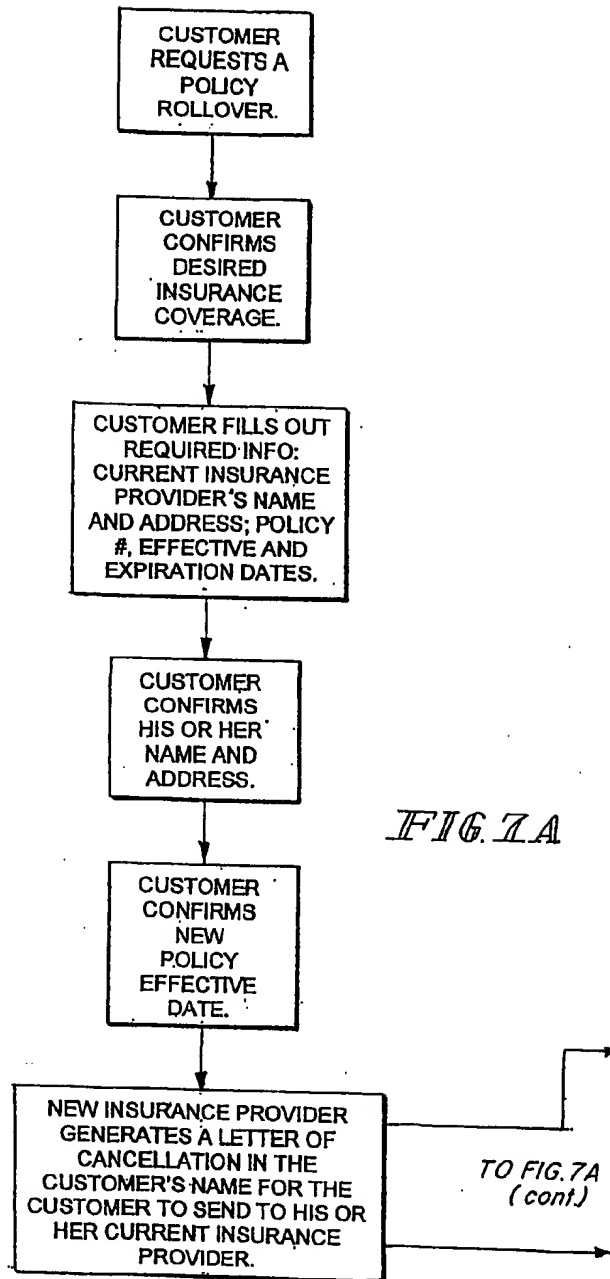 CUSTOMER
REQUESTS A
POLICY
ROLLOVER.
CUSTOMER
CONFIRMS
DESIRED
INSURANCE
COVERAGE.
CUSTOMER FILLS OUT
REQUIRED INFO:
CURRENT INSURANCE
PROVIDER'S NAME
AND ADDRESS; POLICY
#, EFFECTIVE AND
EXPIRATION DATES.
CUSTOMER
CONFIRMS
HIS OR HER
NAME AND
ADDRESS.
FIG. 7A
CUSTOMER
CONFIRMS
NEW
POLICY
EFFECTIVE
DATE.
NEW INSURANCE PROVIDER
GENERATES A LETTER OF
CANCELLATION IN THE
CUSTOMER'S NAME FOR THE
CUSTOMER TO SEND TO HIS OR
HER CURRENT INSURANCE
PROVIDER.
TO FIG. 7A
(cont.)